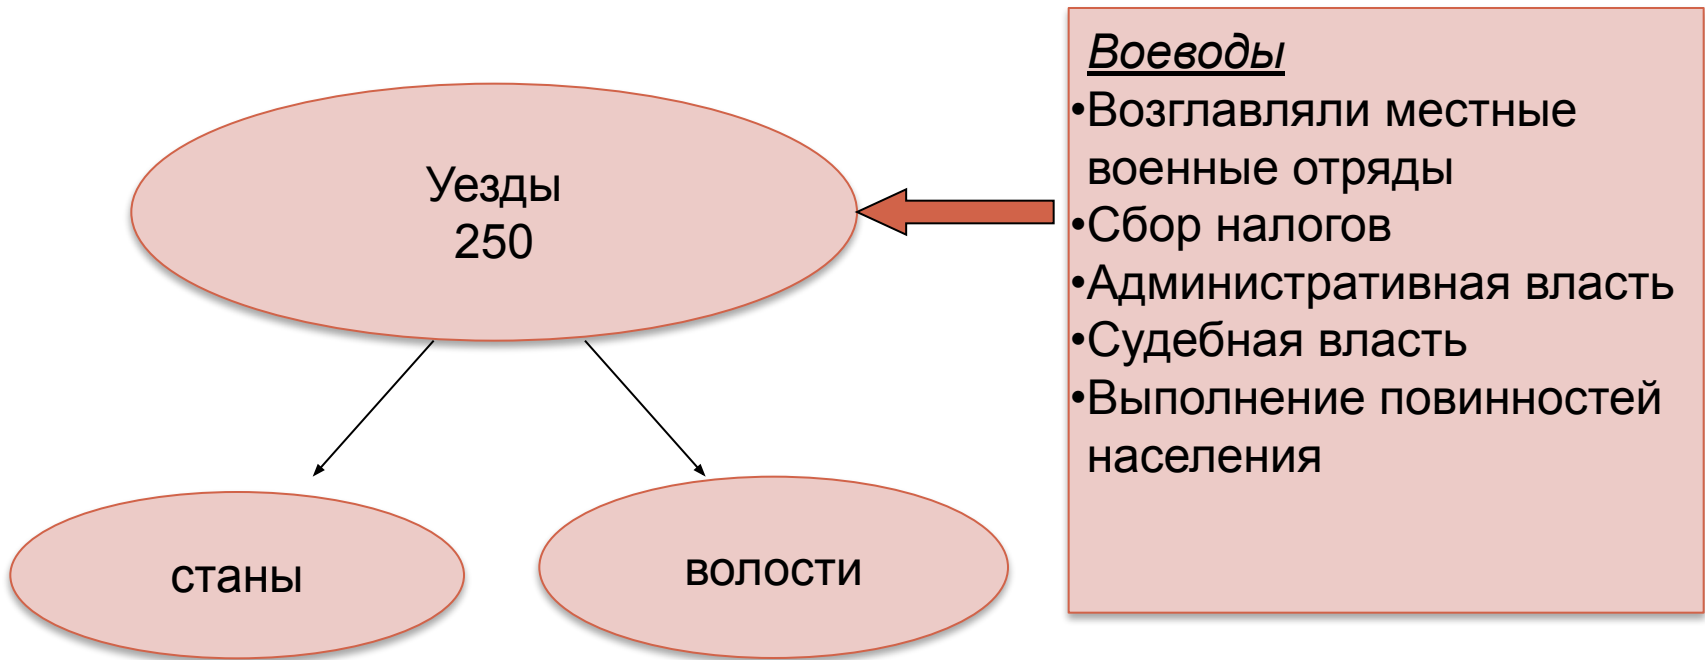 Уезды
250
станы
волости
Воеводы
•Возглавляли местные
военные отряды
•Сбор налогов
•Административная власть
•Судебная власть
•Выполнение повинностей
населения